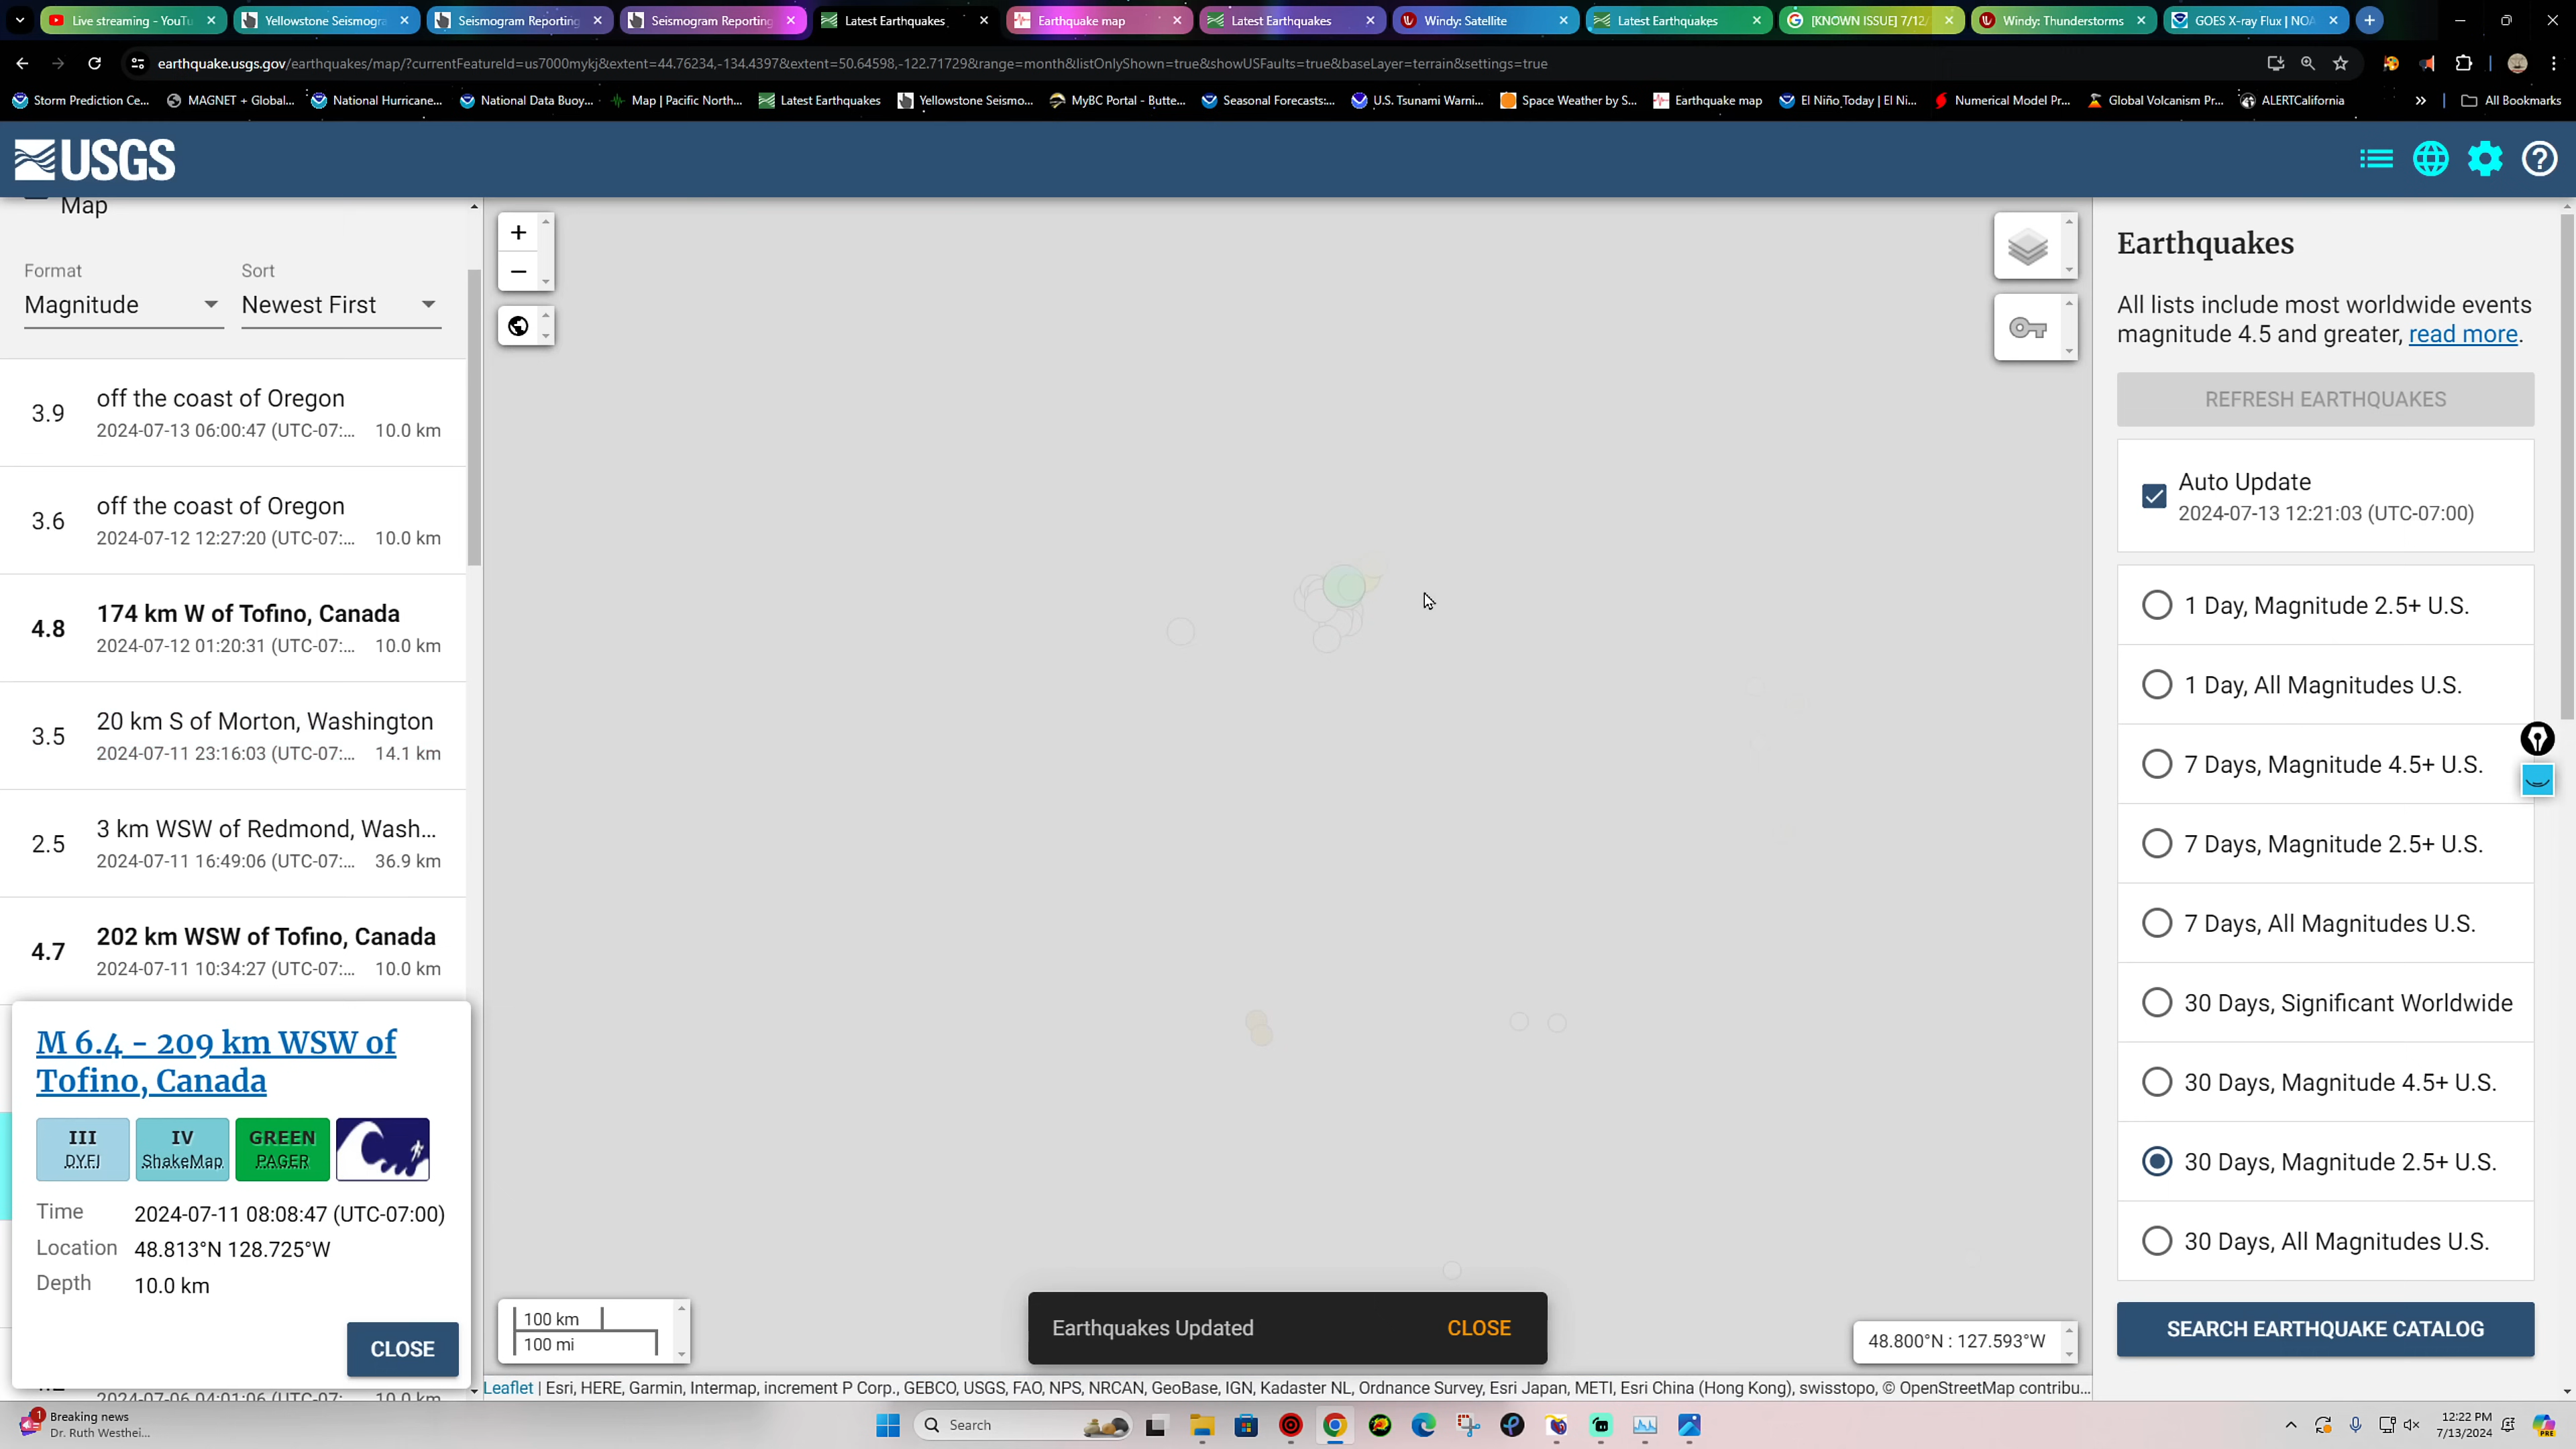 Live streaming - YouTu
Yellowstone Seismogra
Seismogram Reporting
Seismogram Reporting
Latest Earthquakes
Earthquake map
Latest Earthquakes
Windy: Satellite
Latest Earthquakes
[KNOWN ISSUE] 7/12/
Windy: Thunderstorms
GOES X-ray Flux | NOA
earthquake.usgs.gov/earthquakes/map/?currentFeatureId=us7000mykj&extent=44.76234,-134.4397&extent=50.64598,-122.71729&range=month&listOnlyShown=true&showUSFaults=true&baseLayer=terrain&settings=true
Storm Prediction Ce...
MAGNET + Global...
National Hurricane...
National Data Buoy...
Map | Pacific North...
Latest Earthquakes
Yellowstone Seismo...
MyBC Portal - Butte...
Seasonal Forecasts:...
U.S. Tsunami Warni...
Space Weather by S...
Earthquake map
El Niño Today | El Ni...
Numerical Model Pr...
Global Volcanism Pr...
ALERTCalifornia
All Bookmarks
USGS
Map
Format
Sort
Magnitude
Newest First
3.9
off the coast of Oregon
2024-07-13 06:00:47 (UTC-07:... 10.0 km
3.6
off the coast of Oregon
2024-07-12 12:27:20 (UTC-07:... 10.0 km
4.8
174 km W of Tofino, Canada
2024-07-12 01:20:31 (UTC-07:... 10.0 km
3.5
20 km S of Morton, Washington
2024-07-11 23:16:03 (UTC-07:... 14.1 km
2.5
3 km WSW of Redmond, Wash...
2024-07-11 16:49:06 (UTC-07:... 36.9 km
4.7
202 km WSW of Tofino, Canada
2024-07-11 10:34:27 (UTC-07:... 10.0 km
M 6.4 - 209 km WSW of
Tofino, Canada
III
DYFI
IV
ShakeMap
GREEN
PAGER
Time 2024-07-11 08:08:47 (UTC-07:00)
Location 48.813°N 128.725°W
Depth 10.0 km
CLOSE
2024-07-06 04:01:06 (UTC-07:... 10.0 km
+
−
100 km
100 mi
Earthquakes Updated
CLOSE
48.800°N : 127.593°W
Leaflet | Esri, HERE, Garmin, Intermap, increment P Corp., GEBCO, USGS, FAO, NPS, NRCAN, GeoBase, IGN, Kadaster NL, Ordnance Survey, Esri Japan, METI, Esri China (Hong Kong), swisstopo, © OpenStreetMap contribu...
Earthquakes
All lists include most worldwide events
magnitude 4.5 and greater, read more.
REFRESH EARTHQUAKES
Auto Update
2024-07-13 12:21:03 (UTC-07:00)
1 Day, Magnitude 2.5+ U.S.
1 Day, All Magnitudes U.S.
7 Days, Magnitude 4.5+ U.S.
7 Days, Magnitude 2.5+ U.S.
7 Days, All Magnitudes U.S.
30 Days, Significant Worldwide
30 Days, Magnitude 4.5+ U.S.
30 Days, Magnitude 2.5+ U.S.
30 Days, All Magnitudes U.S.
SEARCH EARTHQUAKE CATALOG
1
Breaking news
Dr. Ruth Westhei...
Search
12:22 PM
7/13/2024
PRE